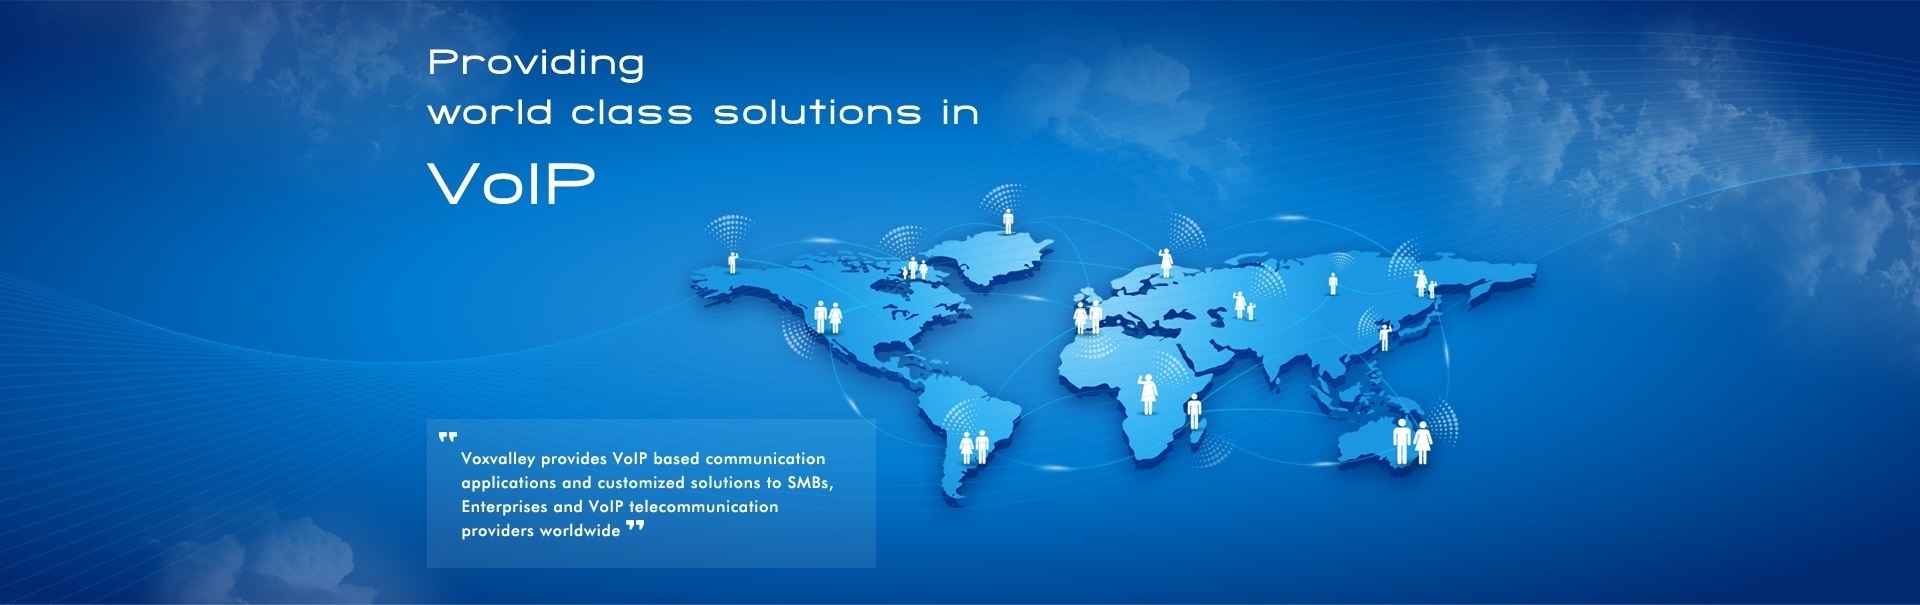 Providing
world class solutions in
VoIP
" Voxvalley provides VoIP based communication
applications and customized solutions to SMBs,
Enterprises and VoIP telecommunication
providers worldwide "